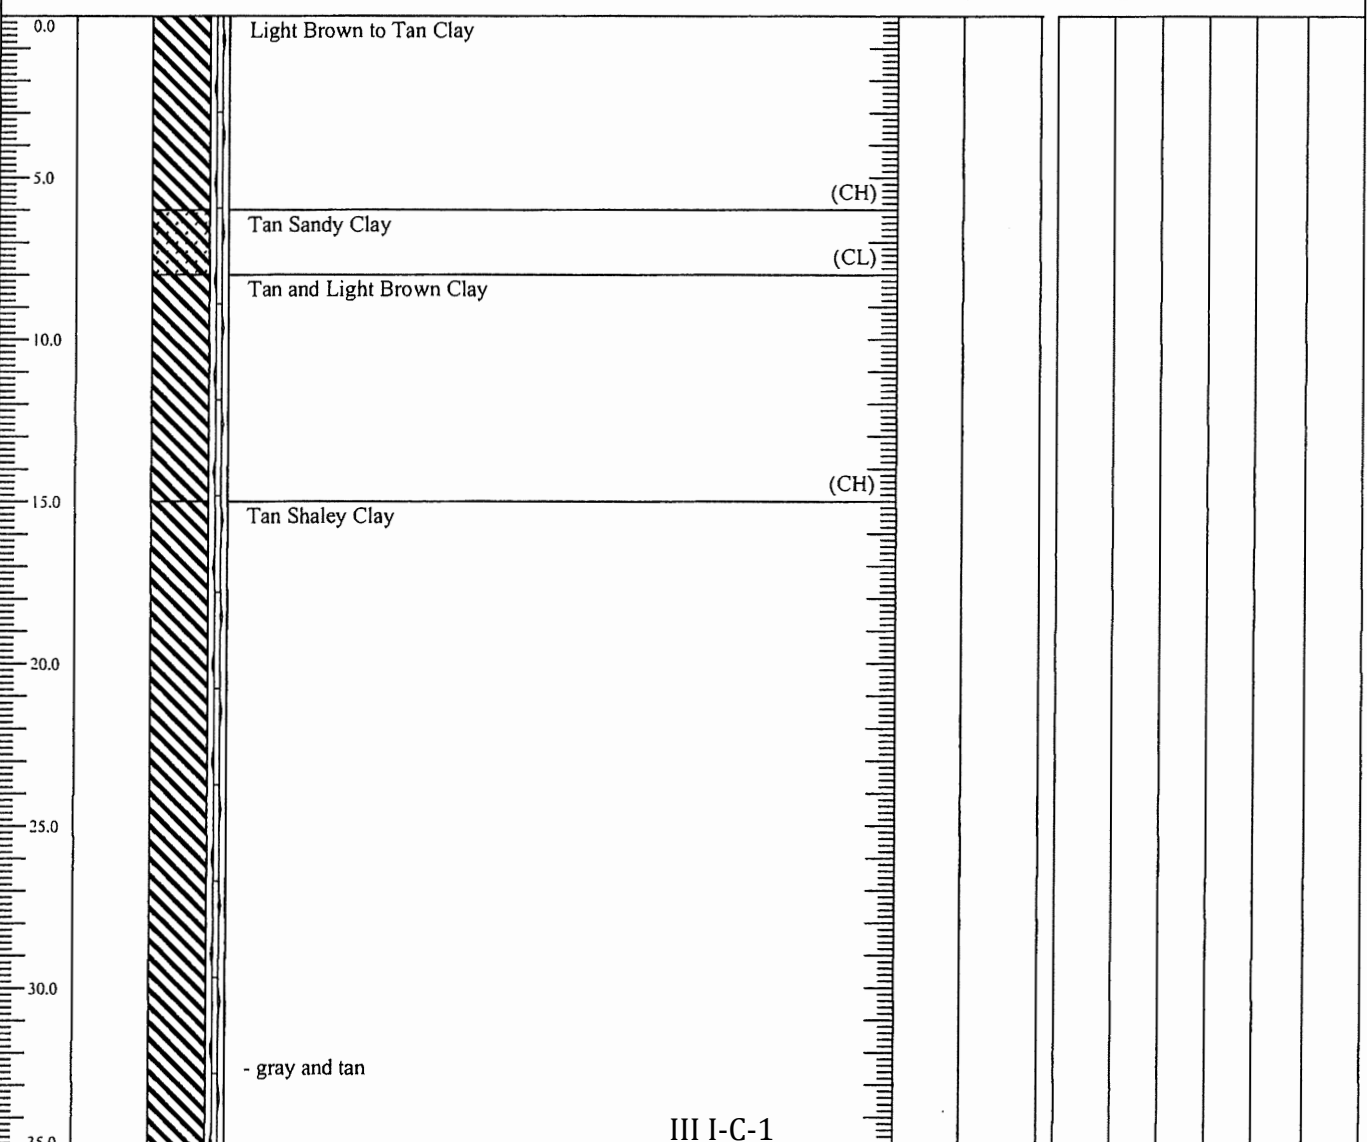 0.0
Light Brown to Tan Clay
5.0
(CH)
Tan Sandy Clay
(CL)
Tan and Light Brown Clay
10.0
(CH)
15.0
Tan Shaley Clay
20.0
25.0
30.0
- gray and tan
III I-C-1